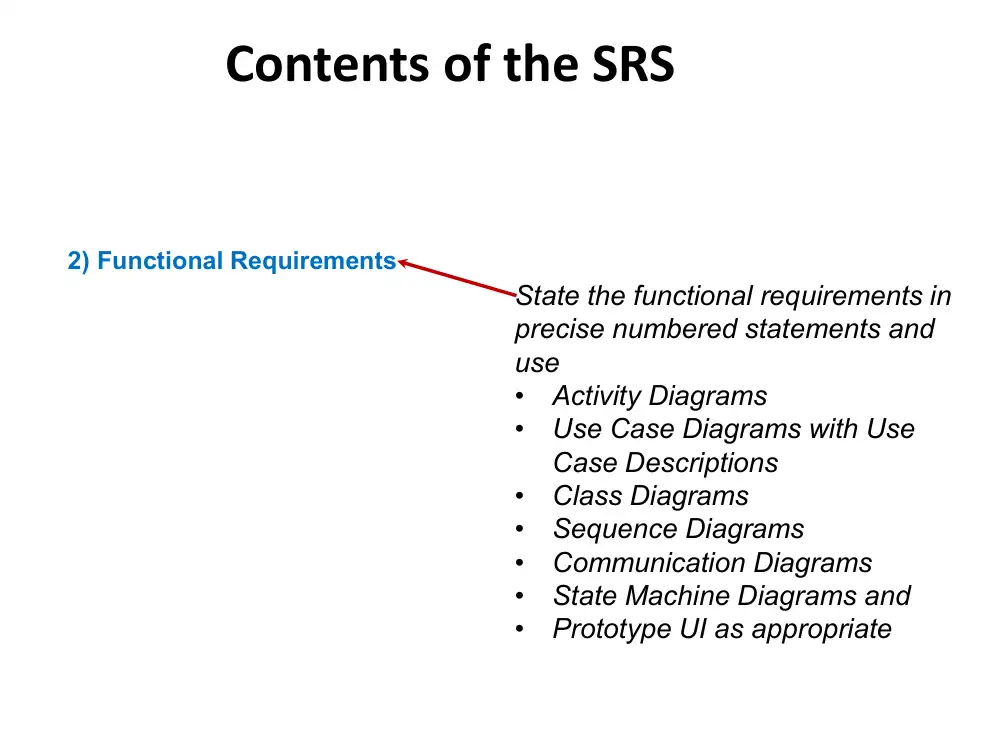 Contents of the SRS
2) Functional Requirements
State the functional requirements in
precise numbered statements and
use
• Activity Diagrams
• Use Case Diagrams with Use
Case Descriptions
• Class Diagrams
• Sequence Diagrams
• Communication Diagrams
• State Machine Diagrams and
• Prototype UI as appropriate